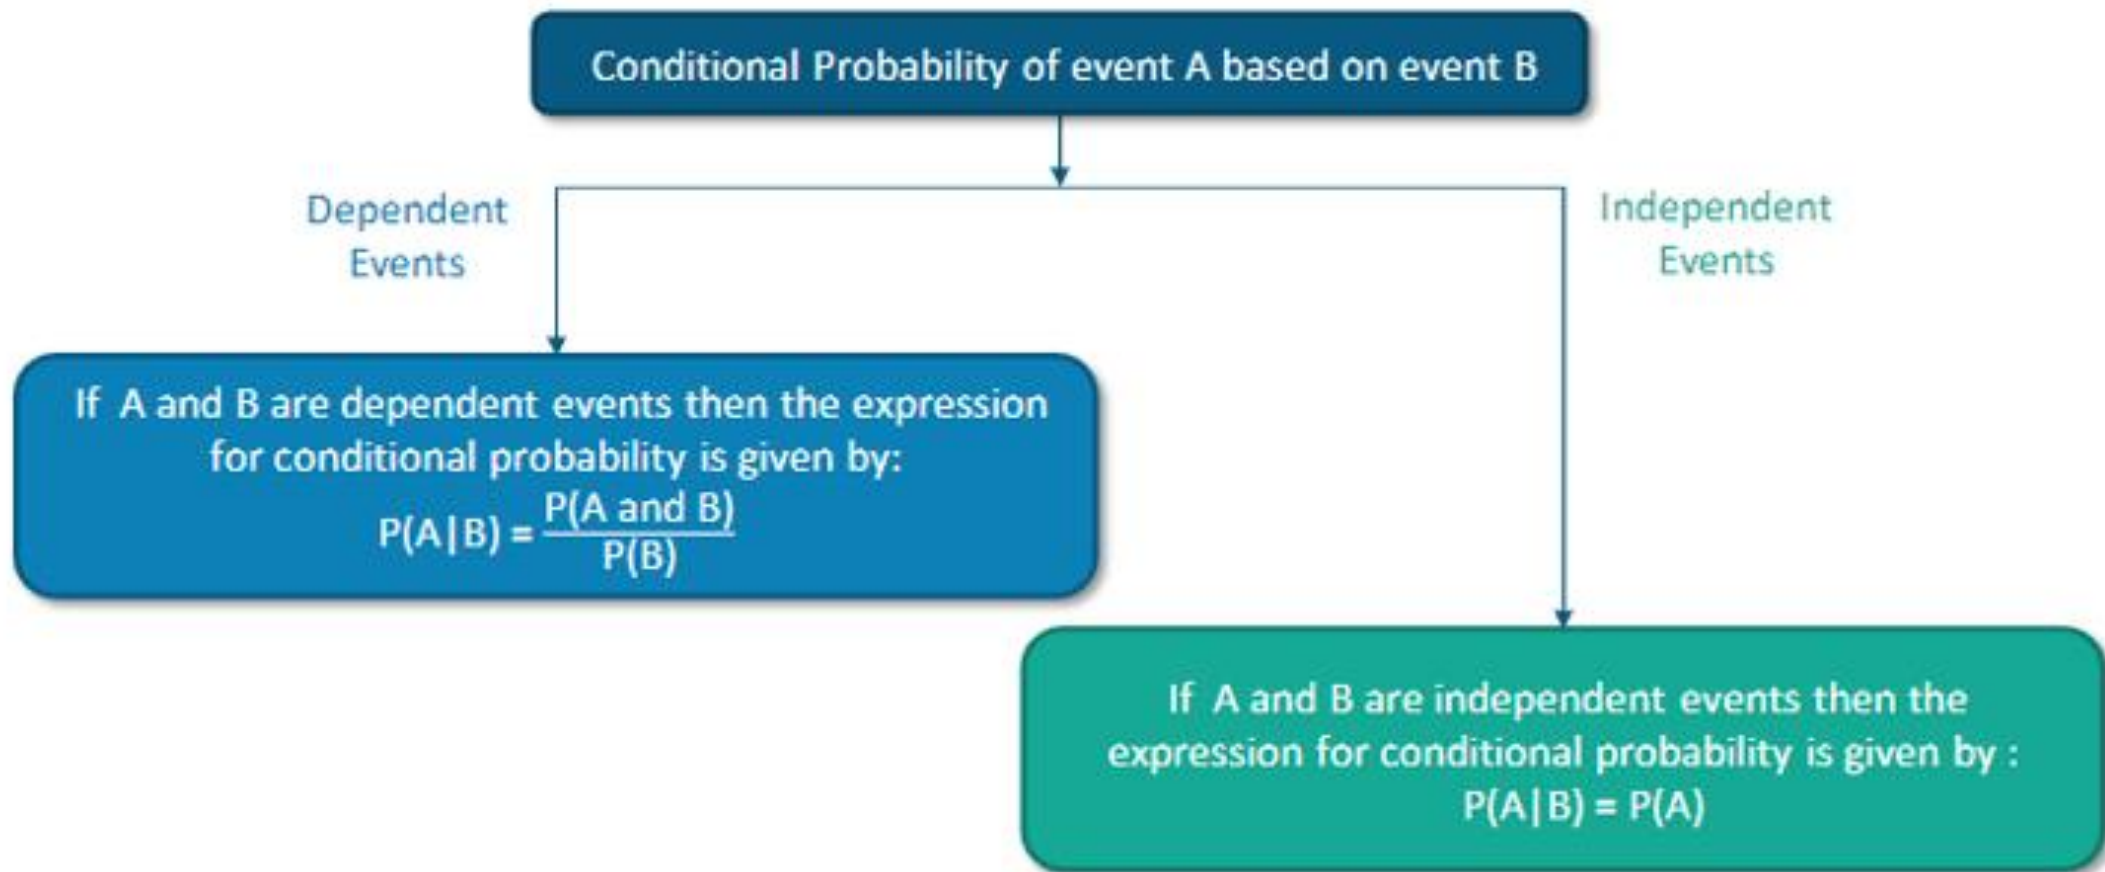 Conditional Probability of event A based on event B
Dependent
Events
Independent
Events
If A and B are dependent events then the expression
for conditional probability is given by:
P(A|B) = P(A and B)
P(B)
If A and B are independent events then the
expression for conditional probability is given by :
P(A|B) = P(A)